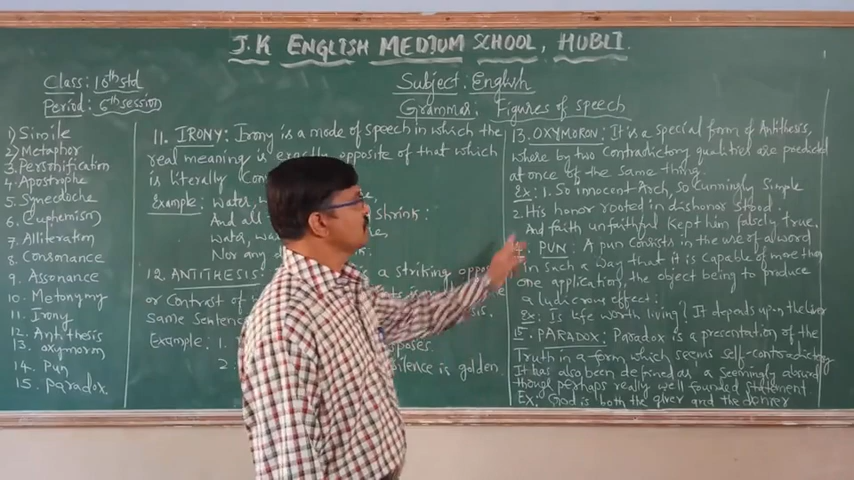 J.K ENGLISH MEDIUM SCHOOL, HUBLI.
Class: 10th std
Period: 6th session
Subject: English
Grammar: Figures of speech
1) Simile
2) Metaphor
3. Personification
4. Apostrophe
5. Synedoche
6. Euphemism)
7. Alliteration
8. Consonance
9. Assonance
10. Metonymy
11. Irony
12. Antithesis
13. oxymorm
14. Pun
15. Paradox.
11. IRONY: Irony is a mode of speech in which the
real meaning is exactly opposite of that which
is literally
Example: water,
And all shrink:
water,
Nor any
12. ANTITHESIS: is a striking
or Contrast of
Same Senten
Example: 1.
2: silence is golden.
13. OXYMORON: It is a special form of Antithesis,
where by two Contradictory qualities are predicted
at once of the same thing.
Ex: 1. So innocent Arch, so Cunningly Simple
2. His honor rooted in dishonor stood
And faith unfaithful kept him falsely true.
PUN: A pun consists in the use of a word
in such a way that it is capable of more than
one application, the object being to produce
a ludicrous effect:
Ex: Is life worth living? It depends upon the liver
15. PARADOX: Paradox is a presentation of the
Truth in a form which seems self-contradictory
It has also been defined as a seemingly absurd
though perhaps really well founded statement
EX: God is both the giver and the